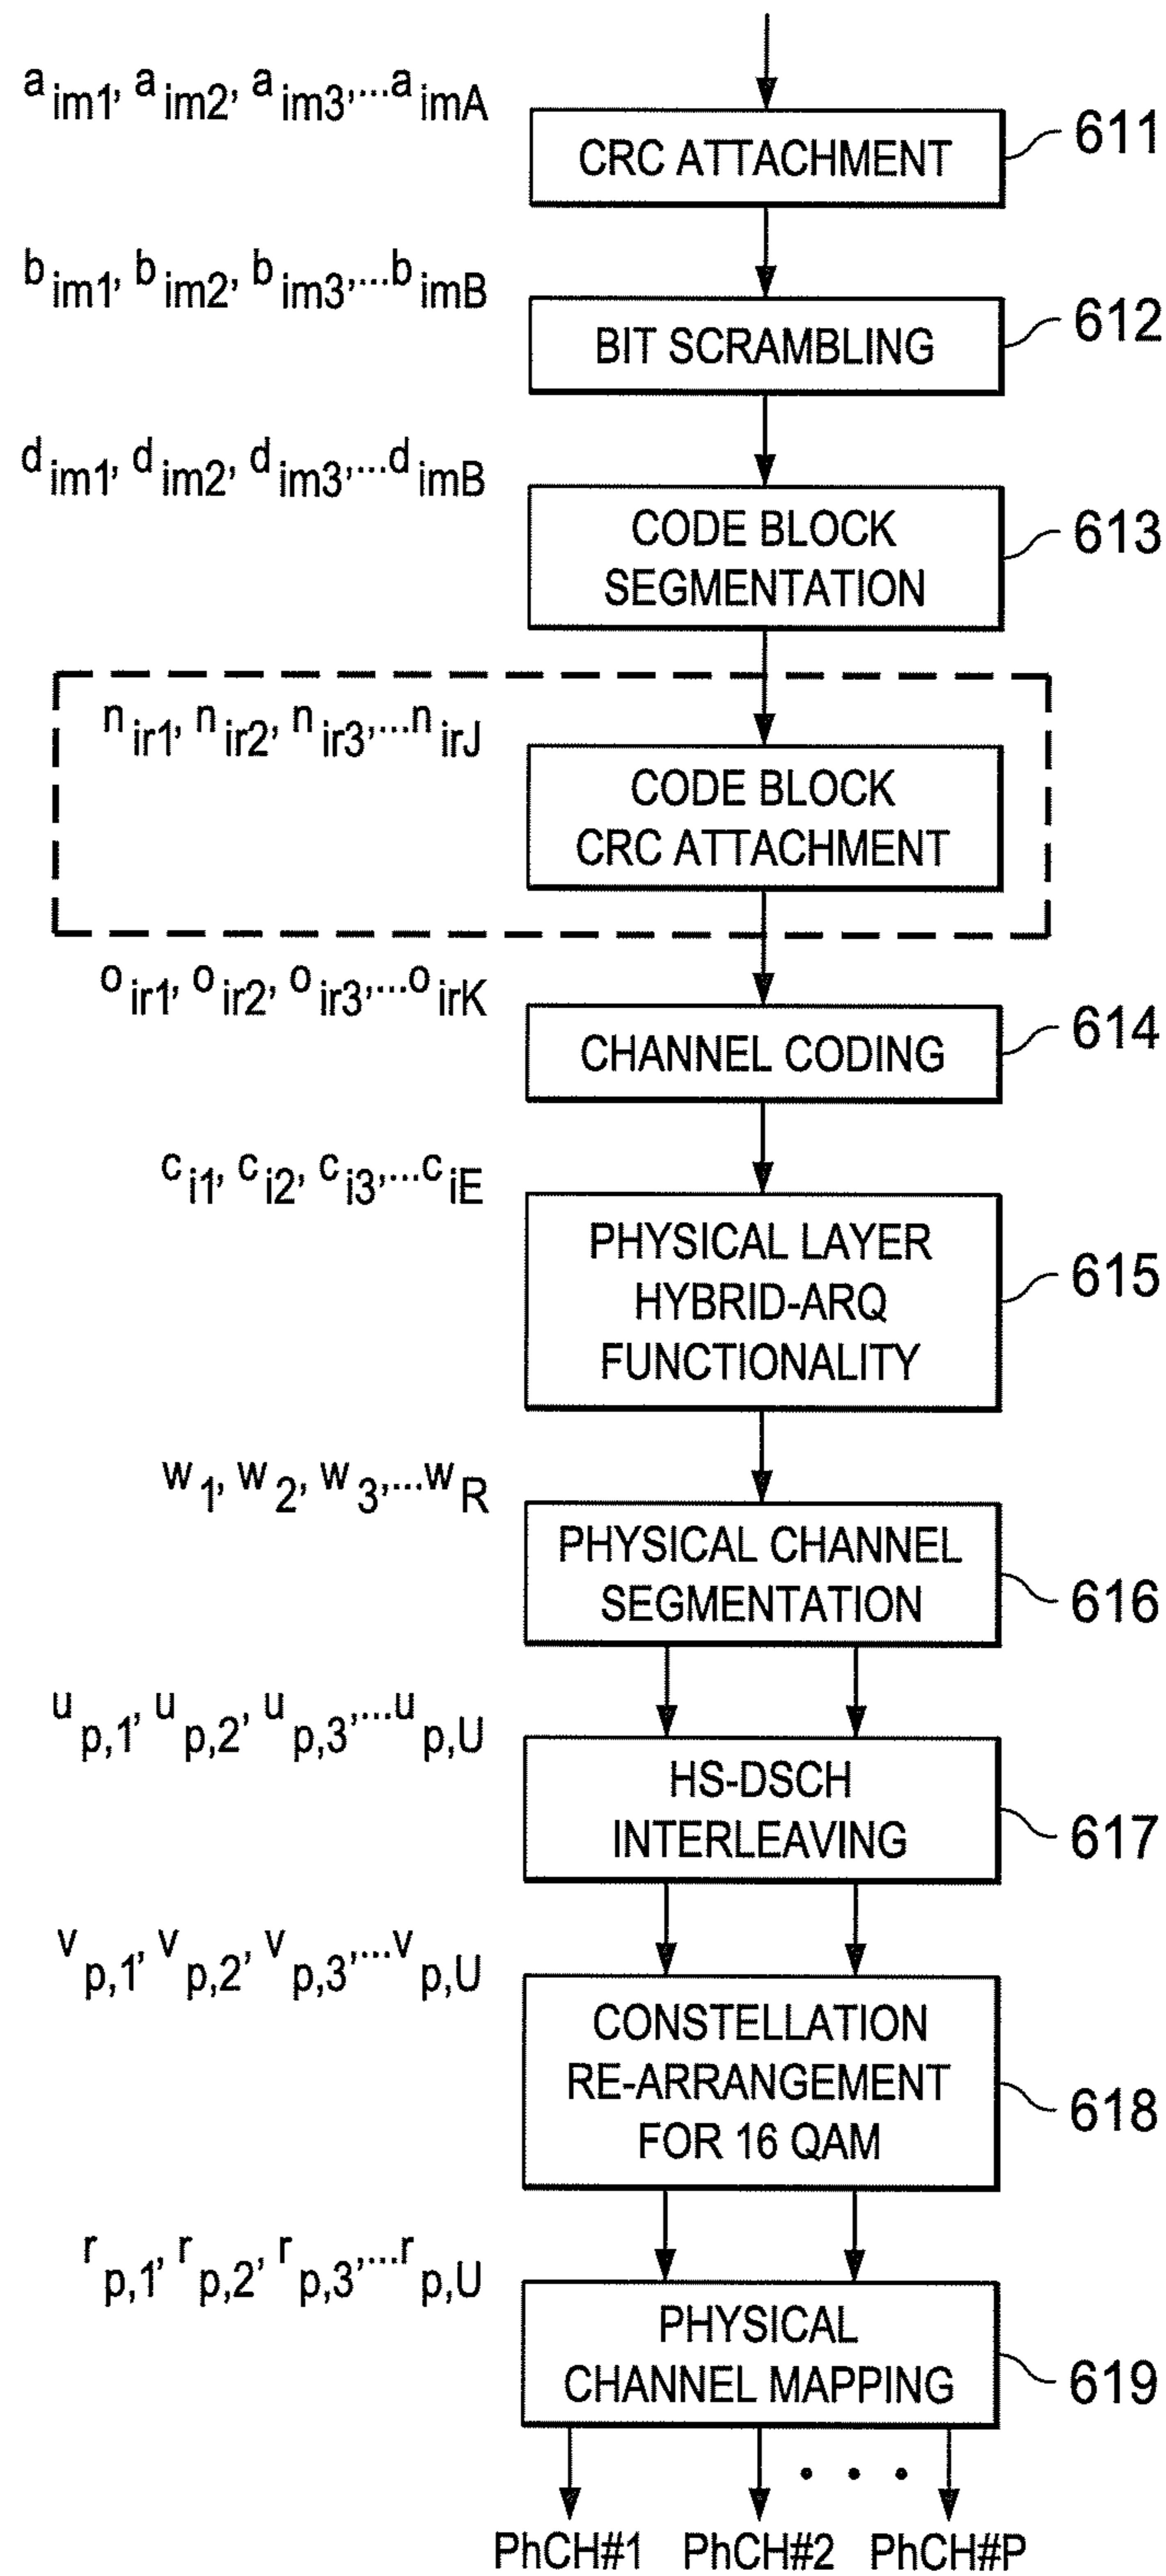 a im1, a im2, a im3,...a imA
CRC ATTACHMENT
611
b im1, b im2, b im3,...b imB
BIT SCRAMBLING
612
d im1, d im2, d im3,...d imB
CODE BLOCK
SEGMENTATION
613
n ir1, n ir2, n ir3,...n irJ
CODE BLOCK
CRC ATTACHMENT
o ir1, o ir2, o ir3,...o irK
CHANNEL CODING
614
c i1, c i2, c i3,...c iE
PHYSICAL LAYER
HYBRID-ARQ
FUNCTIONALITY
615
w 1, w 2, w 3,...w R
PHYSICAL CHANNEL
SEGMENTATION
616
u p,1, u p,2, u p,3,...u p,U
HS-DSCH
INTERLEAVING
617
v p,1, v p,2, v p,3,...v p,U
CONSTELLATION
RE-ARRANGEMENT
FOR 16 QAM
618
r p,1, r p,2, r p,3,...r p,U
PHYSICAL
CHANNEL MAPPING
619
PhCH#1 PhCH#2 • • • PhCH#P